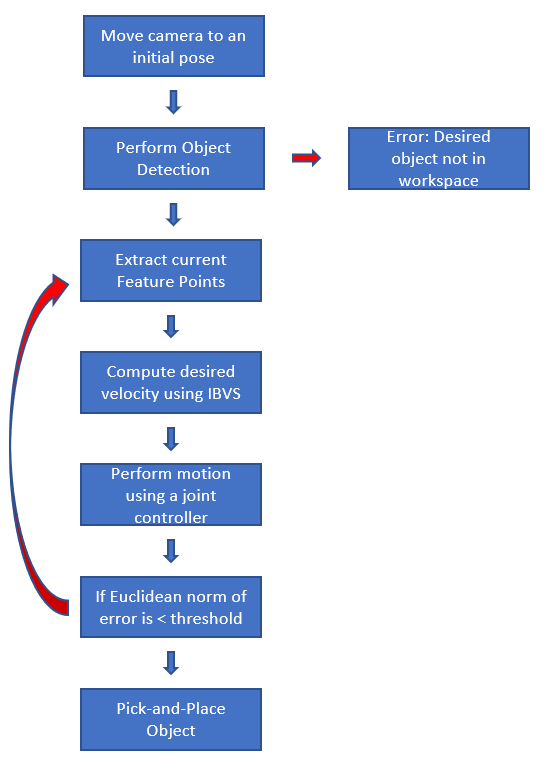 Move camera to an
initial pose
Perform Object
Detection
Error: Desired
object not in
workspace
Extract current
Feature Points
Compute desired
velocity using IBVS
Perform motion
using a joint
controller
If Euclidean norm of
error is < threshold
Pick-and-Place
Object